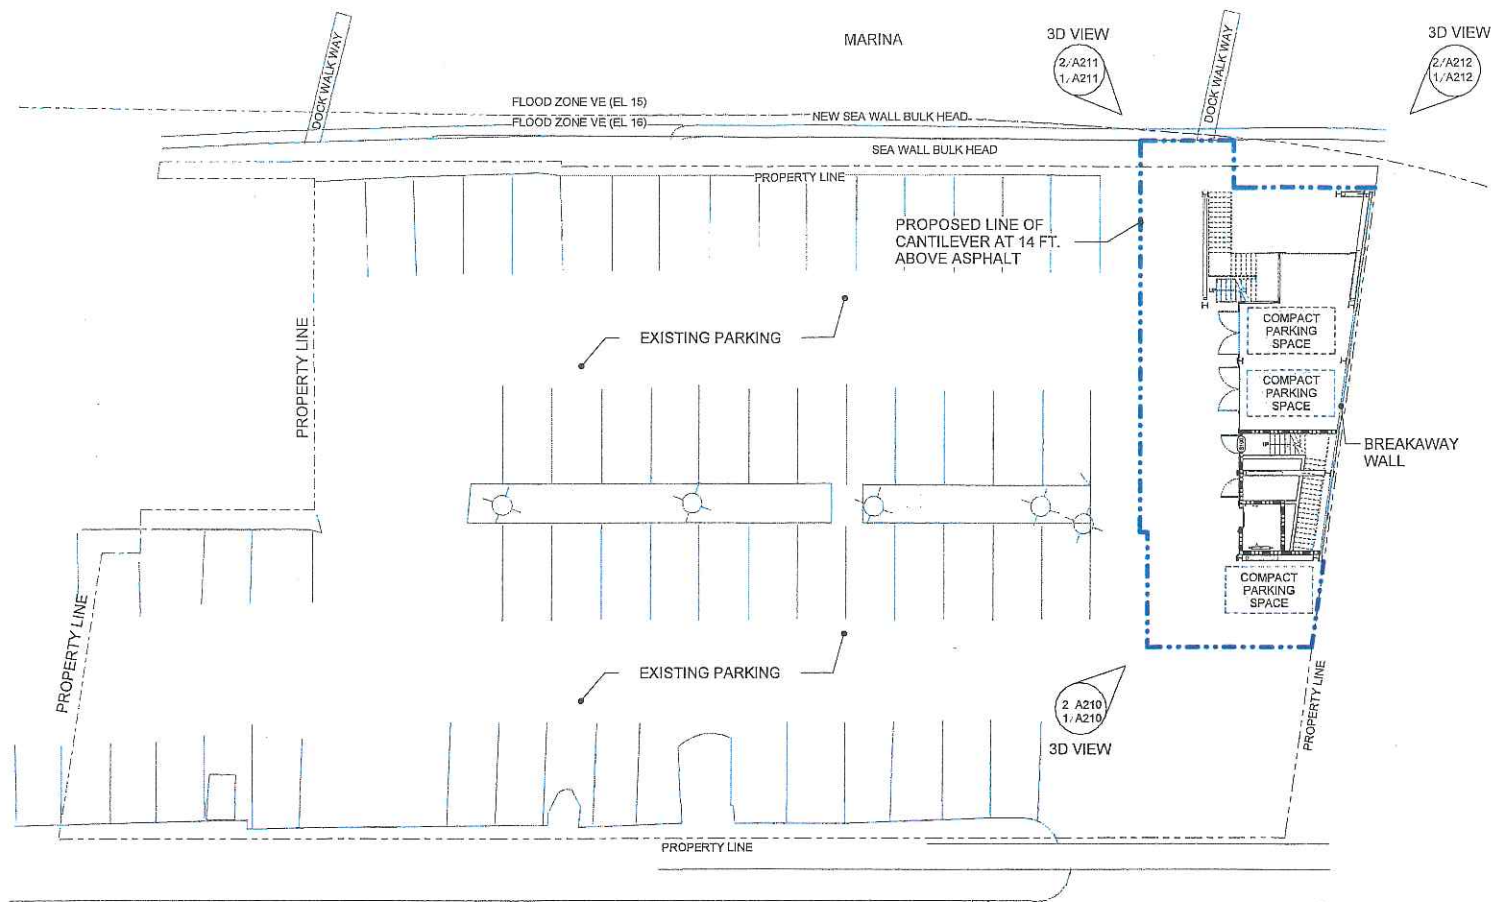 MARINA
3D VIEW
2/A211
1/A211
3D VIEW
2/A212
1/A212
DOCK WALK WAY
DOCK WALK WAY
FLOOD ZONE VE (EL 15)
FLOOD ZONE VE (EL 16)
NEW SEA WALL BULK HEAD
SEA WALL BULK HEAD
PROPERTY LINE
PROPOSED LINE OF
CANTILEVER AT 14 FT.
ABOVE ASPHALT
UP
EXISTING PARKING
PROPERTY LINE
COMPACT
PARKING
SPACE
COMPACT
PARKING
SPACE
BREAKAWAY
WALL
UP
COMPACT
PARKING
SPACE
PROPERTY LINE
EXISTING PARKING
2 A210
1/A210
3D VIEW
PROPERTY LINE
PROPERTY LINE